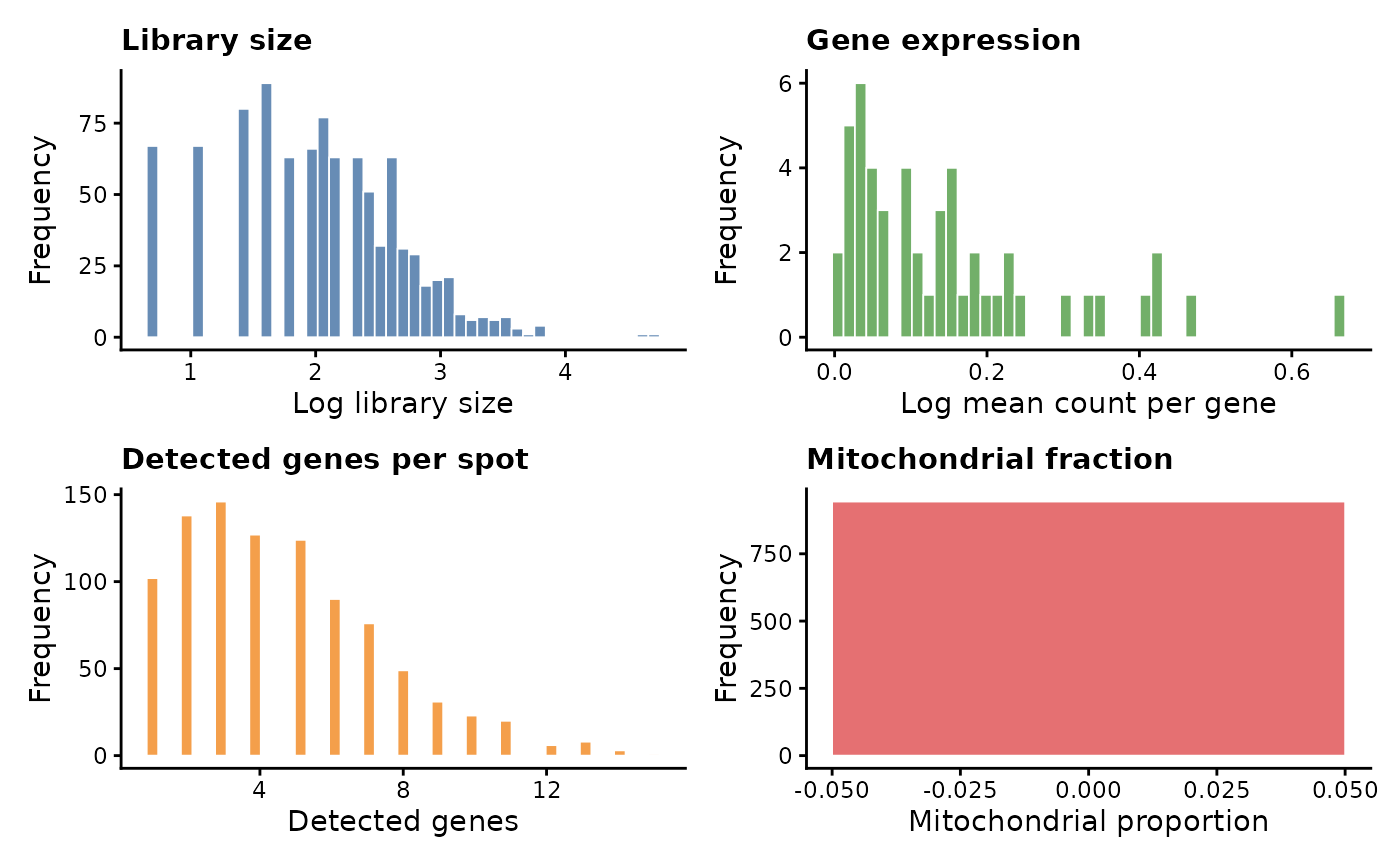 Library size
Frequency
75
50
25
0
1 2 3 4
Log library size
Gene expression
Frequency
6
4
2
0
0.0 0.2 0.4 0.6
Log mean count per gene
Detected genes per spot
Frequency
150
100
50
0
4 8 12
Detected genes
Mitochondrial fraction
Frequency
750
500
250
0
-0.050 -0.025 0.000 0.025 0.050
Mitochondrial proportion